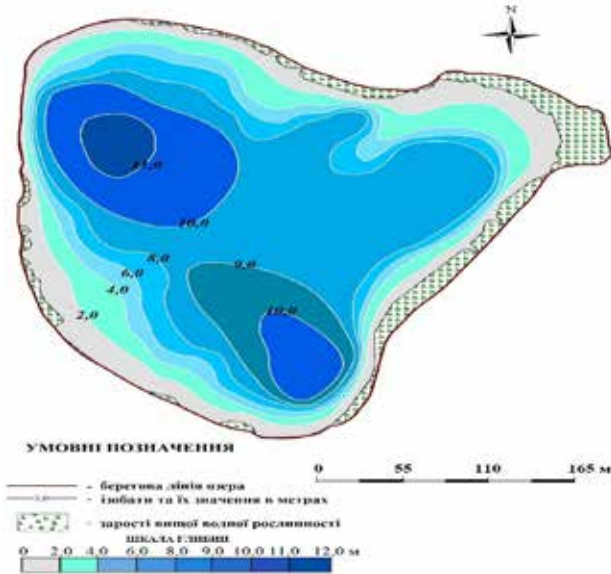 N
11,0
10,0
8,0
9,0
6,0
4,0
2,0
10,0
УМОВНІ ПОЗНАЧЕННЯ
0 55 110 165 м
- берегова лінія озера
- ізобати та їх значення в метрах
- зарості вищої водної рослинності
ШКАЛА ГЛИБИН
0 2,0 4,0 6,0 8,0 9,0 10,0 11,0 12,0 м